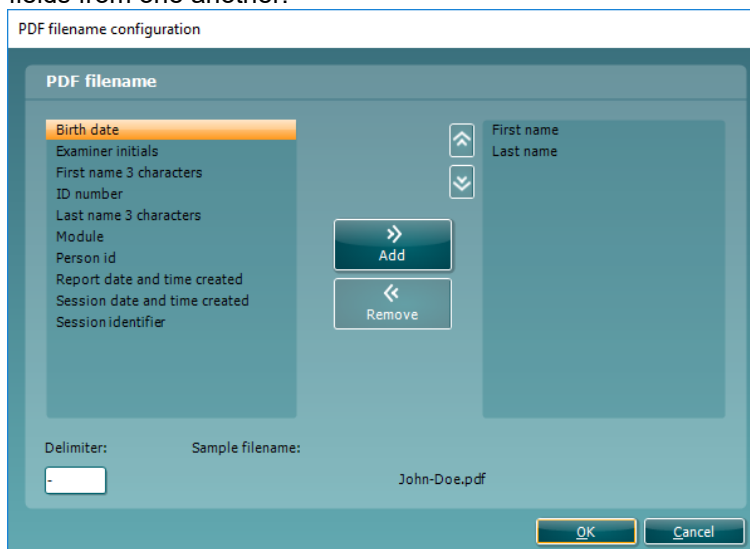 fields from one another.
PDF filename configuration
PDF filename
Birth date
Examiner initials
First name 3 characters
ID number
Last name 3 characters
Module
Person id
Report date and time created
Session date and time created
Session identifier
Add
Remove
First name
Last name
Delimiter:
Sample filename:
-
John-Doe.pdf
OK
Cancel